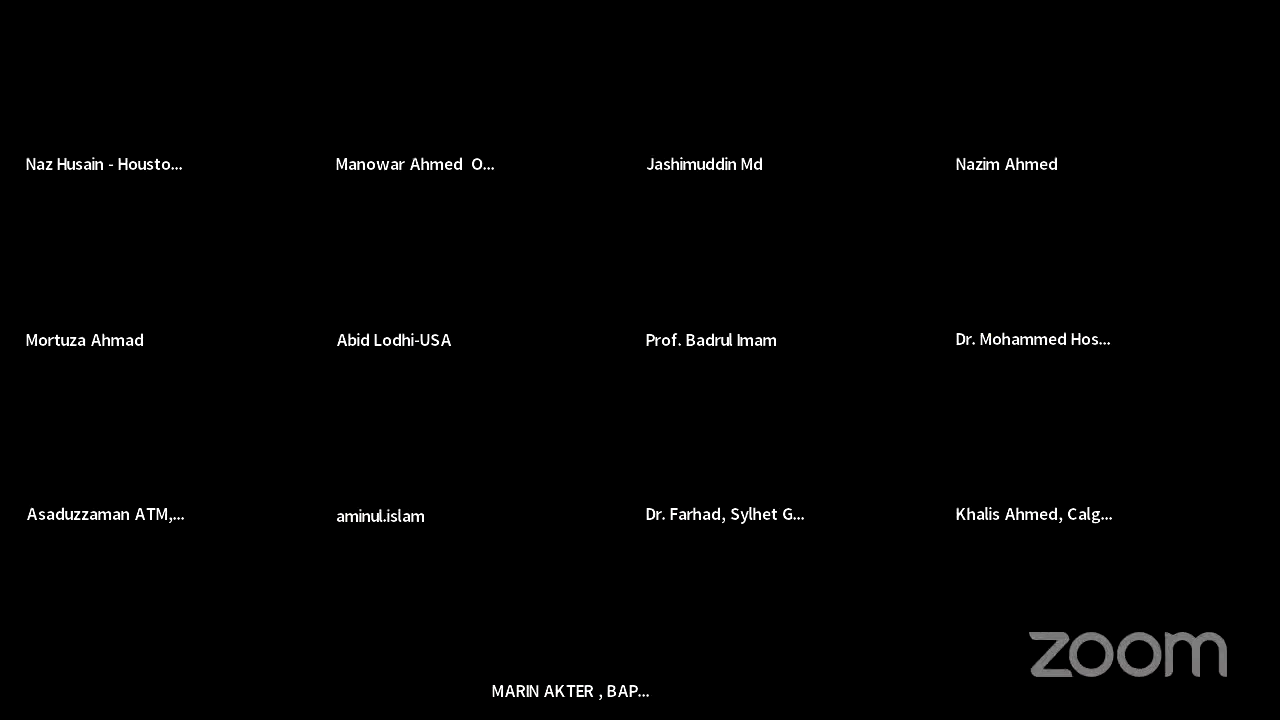 Naz Husain - Housto...
Manowar Ahmed O...
Jashimuddin Md
Nazim Ahmed
Mortuza Ahmad
Abid Lodhi-USA
Prof. Badrul Imam
Dr. Mohammed Hos...
Asaduzzaman ATM,...
aminul.islam
Dr. Farhad, Sylhet G...
Khalis Ahmed, Calg...
MARIN AKTER , BAP...
zoom